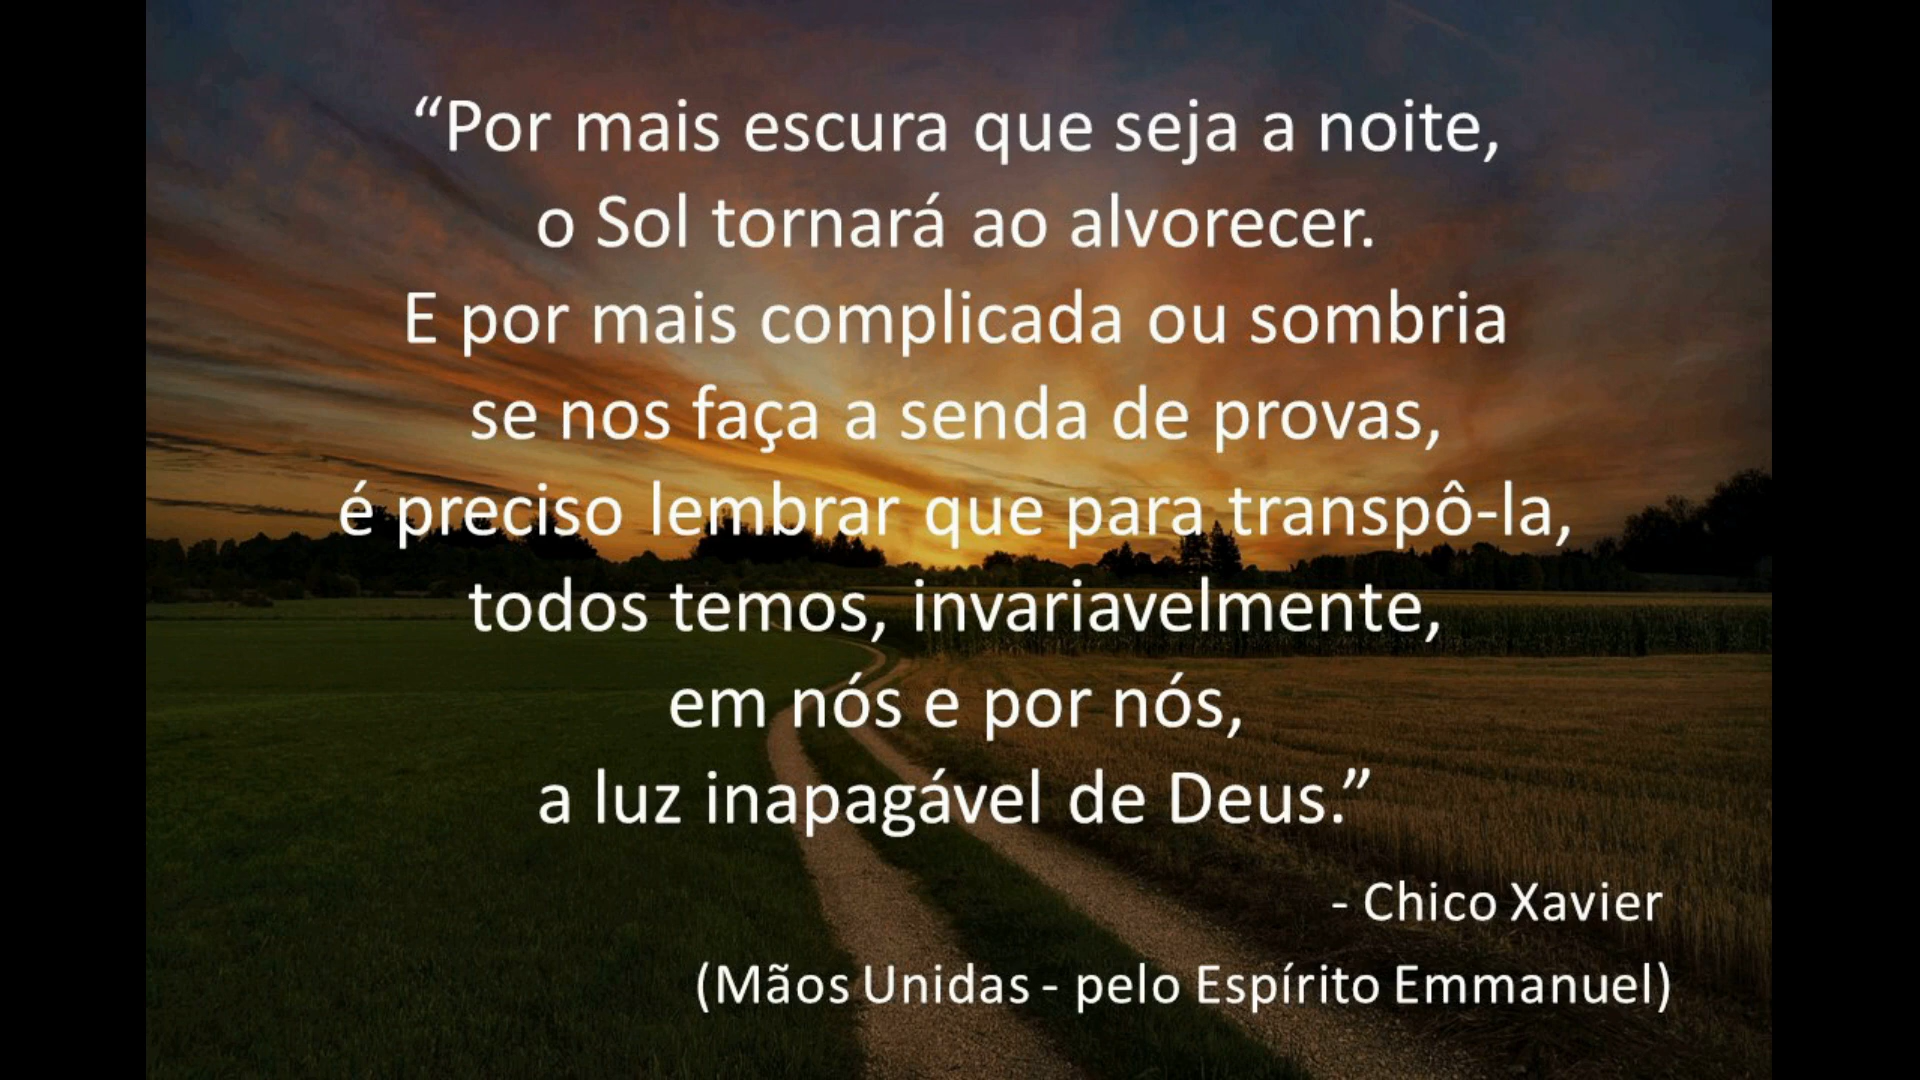 “Por mais escura que seja a noite,
o Sol tornará ao alvorecer.
E por mais complicada ou sombria
se nos faça a senda de provas,
é preciso lembrar que para transpô-la,
todos temos, invariavelmente,
em nós e por nós,
a luz inapagável de Deus.”
- Chico Xavier
(Mãos Unidas - pelo Espírito Emmanuel)